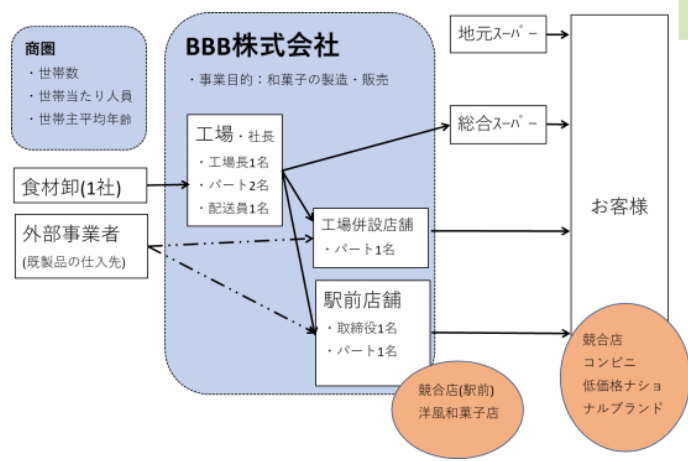 商圏
・世帯数
・世帯当たり人員
・世帯主平均年齢
BBB株式会社
・事業目的：和菓子の製造・販売
地元スーパー
総合スーパー
工場・社長
・工場長1名
・パート2名
・配送員1名
食材卸(1社)
外部事業者
(既製品の仕入先)
工場併設店舗
・パート1名
駅前店舗
・取締役1名
・パート1名
お客様
競合店(駅前)
洋風和菓子店
競合店
コンビニ
低価格ナショ
ナルブランド